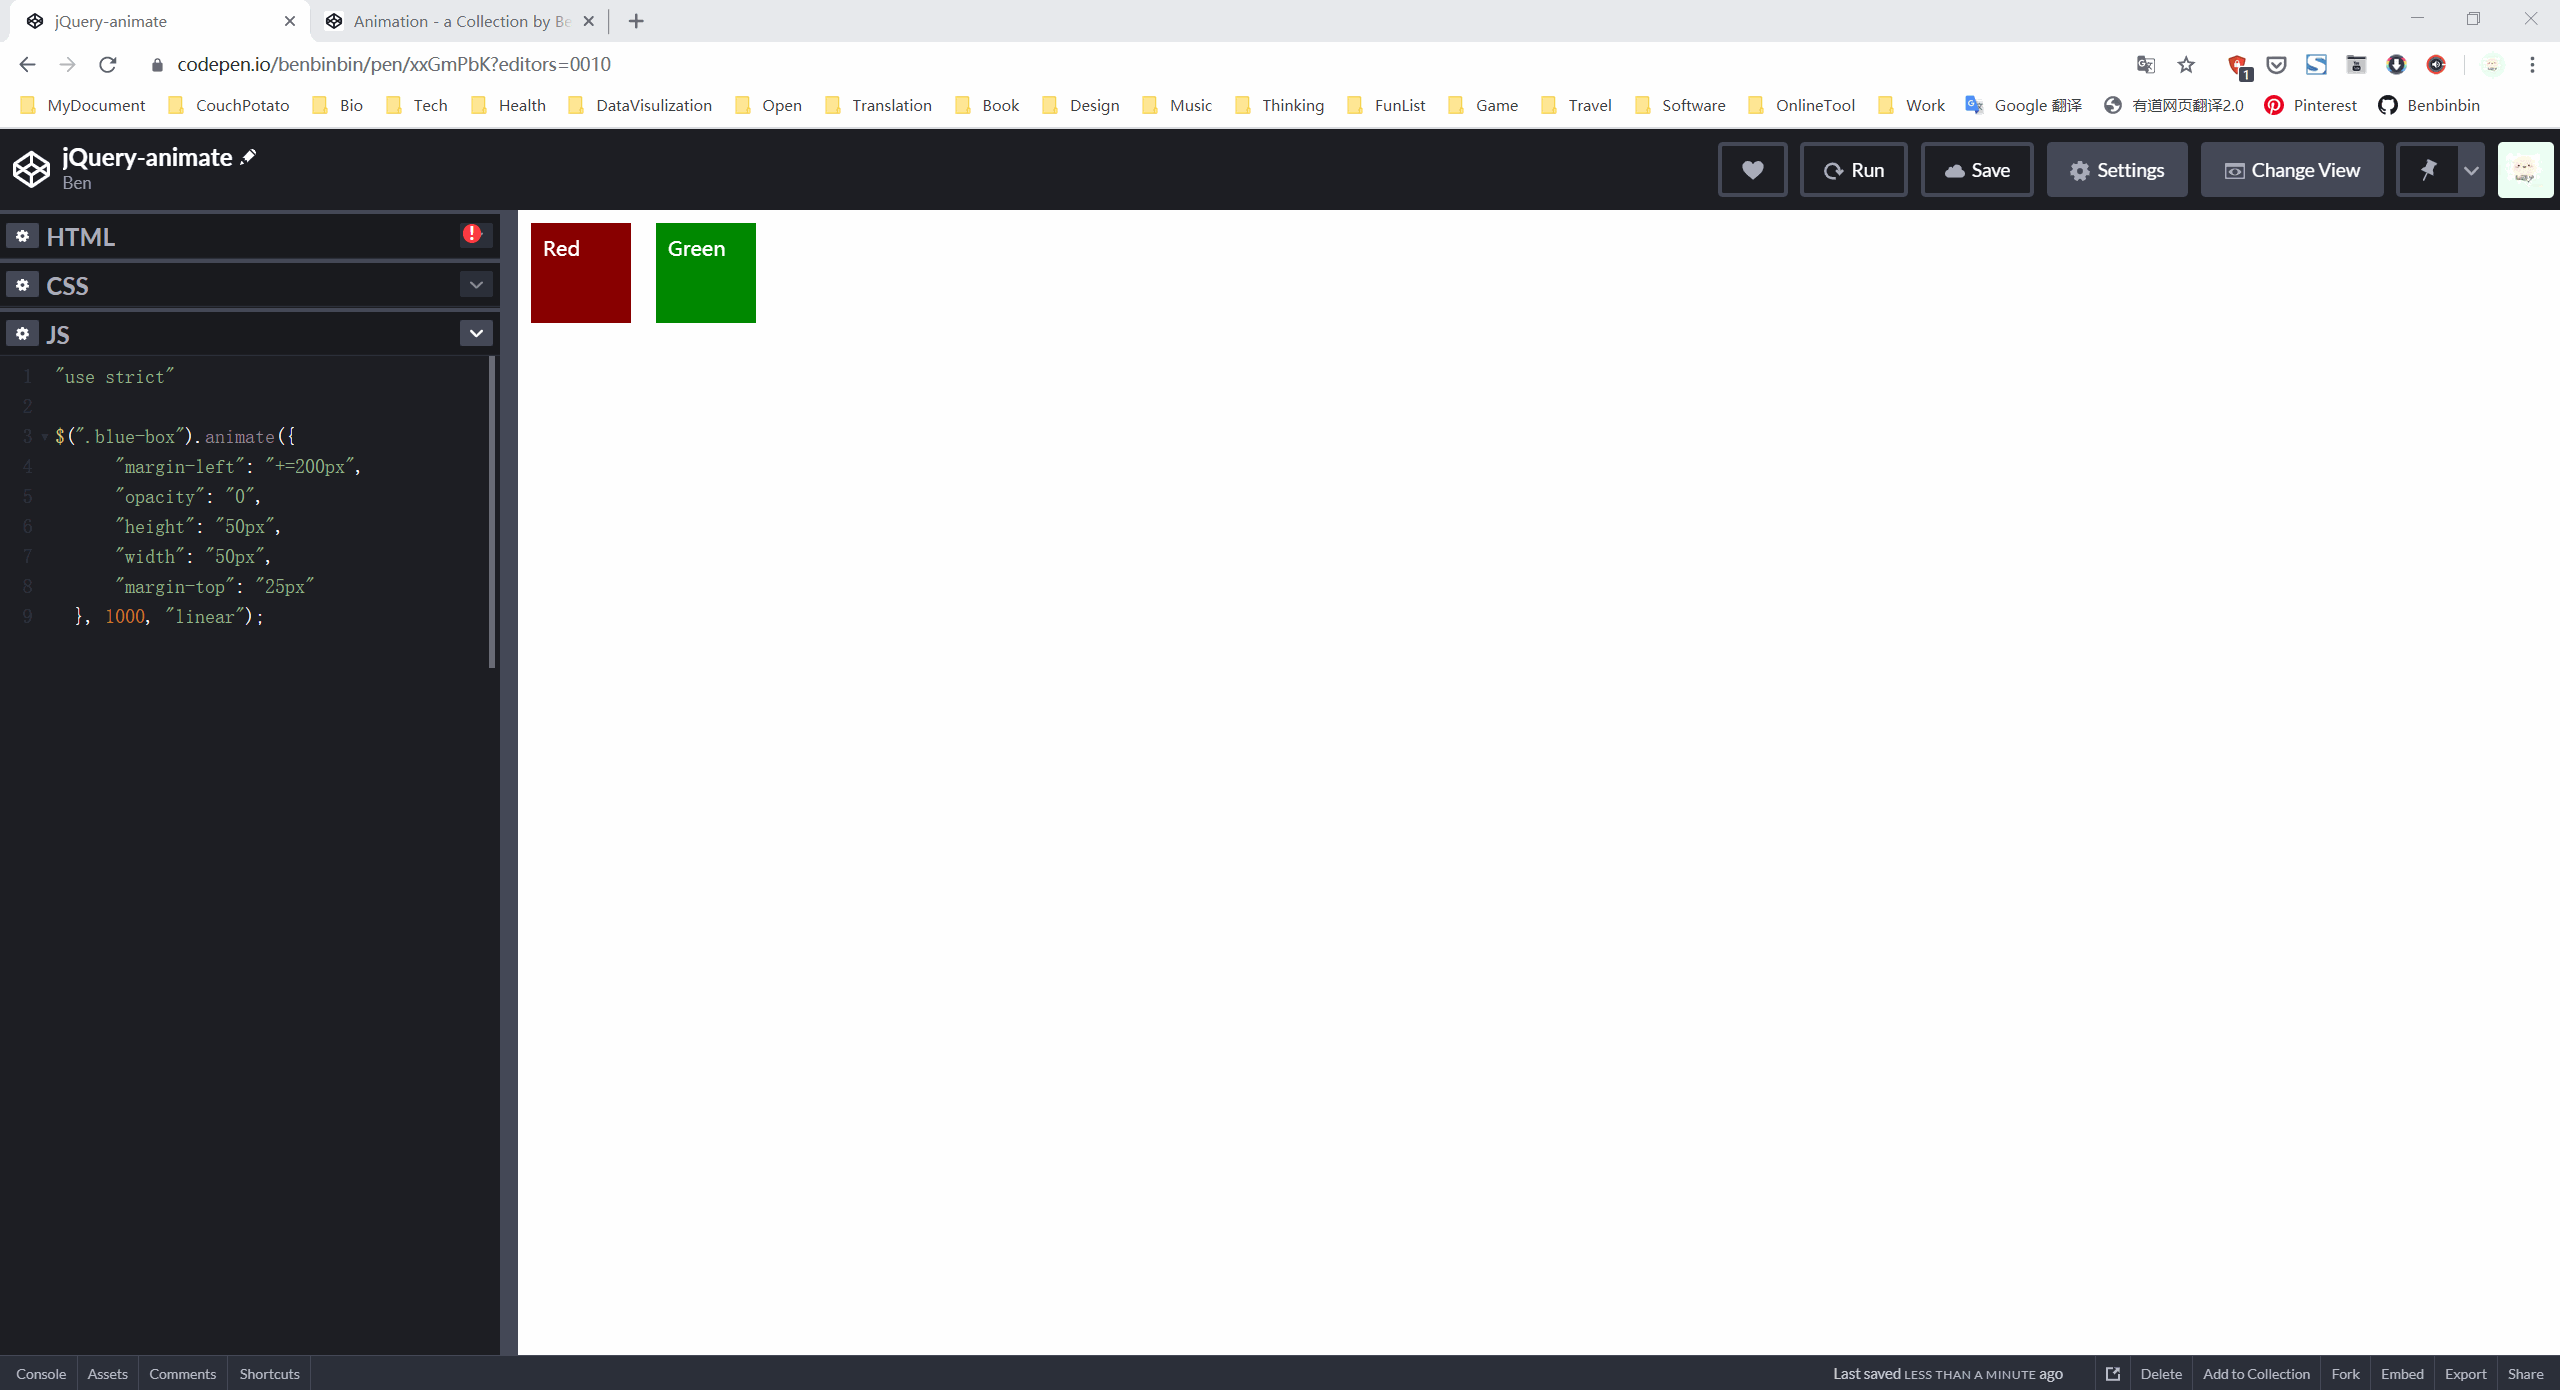 jQuery-animate
Animation - a Collection by Be
codepen.io/benbinbin/pen/xxGmPbK?editors=0010
1
MyDocument CouchPotato Bio Tech Health DataVisulization Open Translation Book Design Music Thinking FunList Game Travel Software OnlineTool Work Google 翻译 有道网页翻译2.0 Pinterest Benbinbin
jQuery-animate
Ben
Run Save Settings Change View
HTML
!
CSS
JS
1 "use strict"
2
3 $(".blue-box").animate({
4 "margin-left": "+=200px",
5 "opacity": "0",
6 "height": "50px",
7 "width": "50px",
8 "margin-top": "25px"
9 }, 1000, "linear");
Red
Green
Console Assets Comments Shortcuts
Last saved LESS THAN A MINUTE ago
Delete Add to Collection Fork Embed Export Share